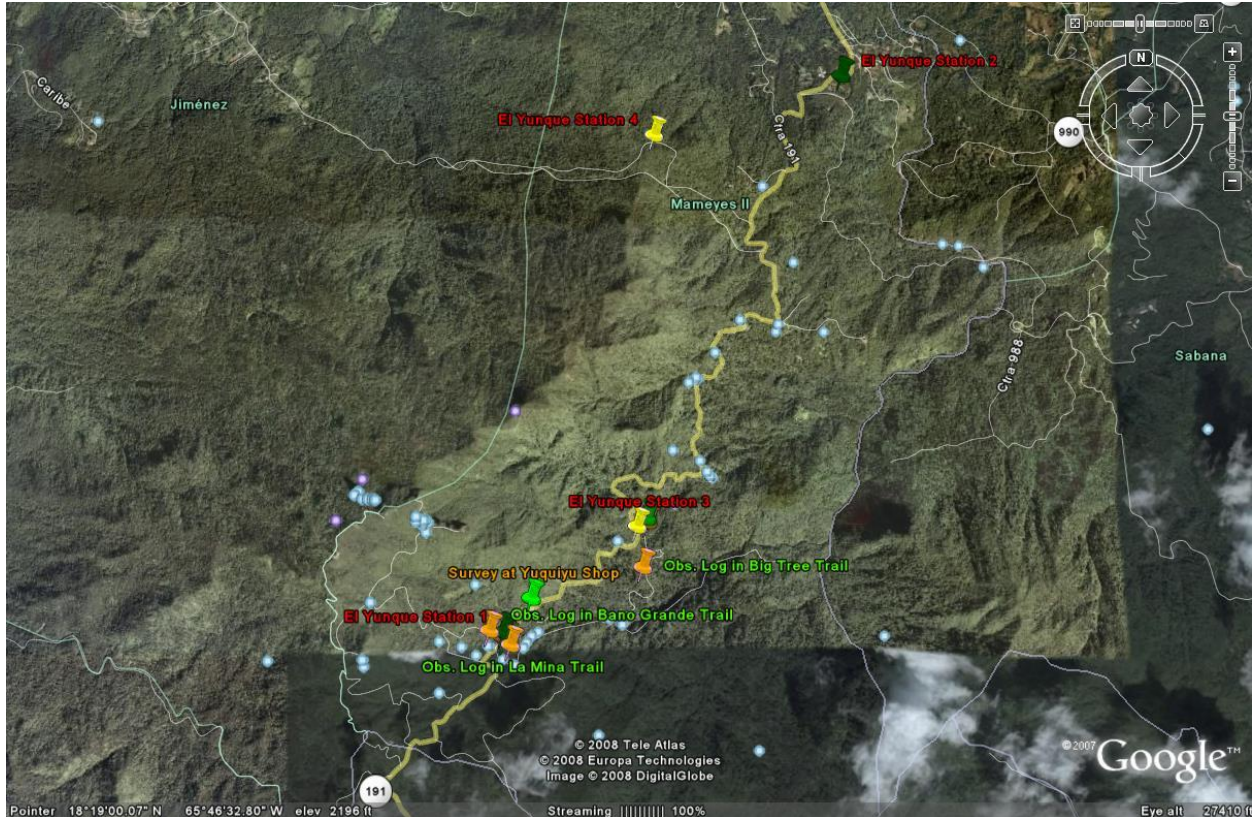 El Yunque Station 2
N
Caribe
Jiménez
El Yunque Station 4
Ctra 191
990
Mameyes II
Sabana
Ctra 988
El Yunque Station 3
Survey at Yuquiyu Shop
Obs. Log in Big Tree Trail
El Yunque Station 1
Obs. Log in Bano Grande Trail
Obs. Log in La Mina Trail
© 2008 Tele Atlas
© 2008 Europa Technologies
Image © 2008 DigitalGlobe
©2007 Google™
191
Pointer 18°19'00.07" N 65°46'32.80" W elev 2196 ft Streaming ||||||||| 100% Eye alt 27410 ft